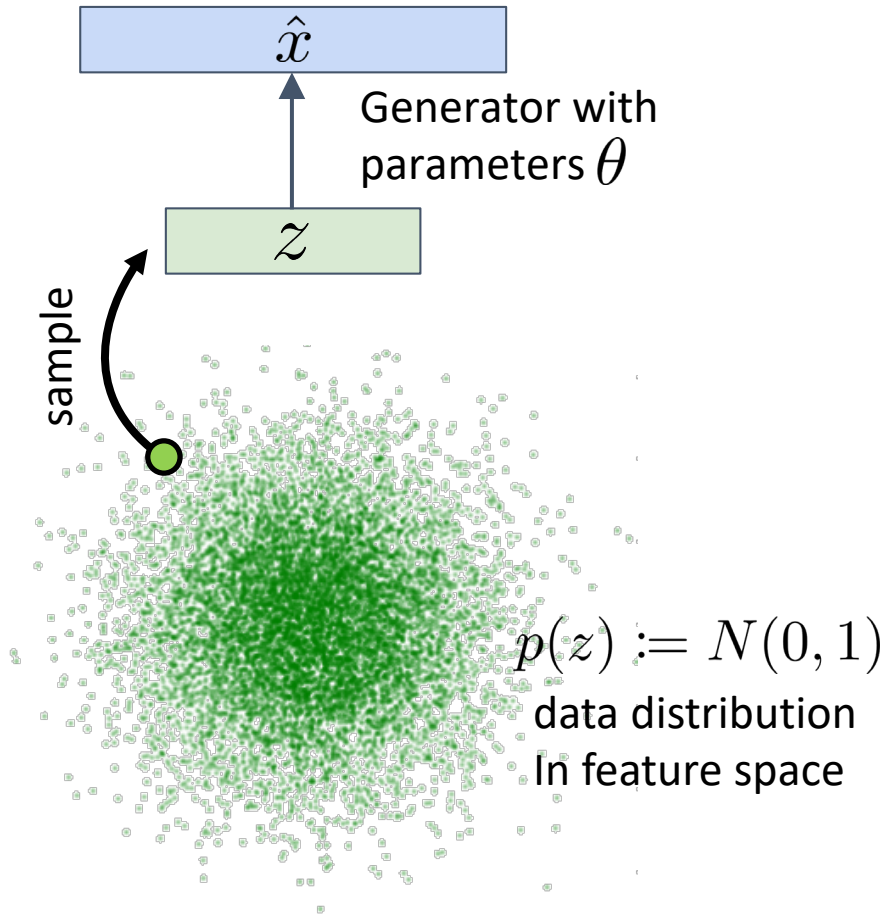 x̂
Generator with
parameters θ
z
sample
p(z) := N(0, 1)
data distribution
In feature space